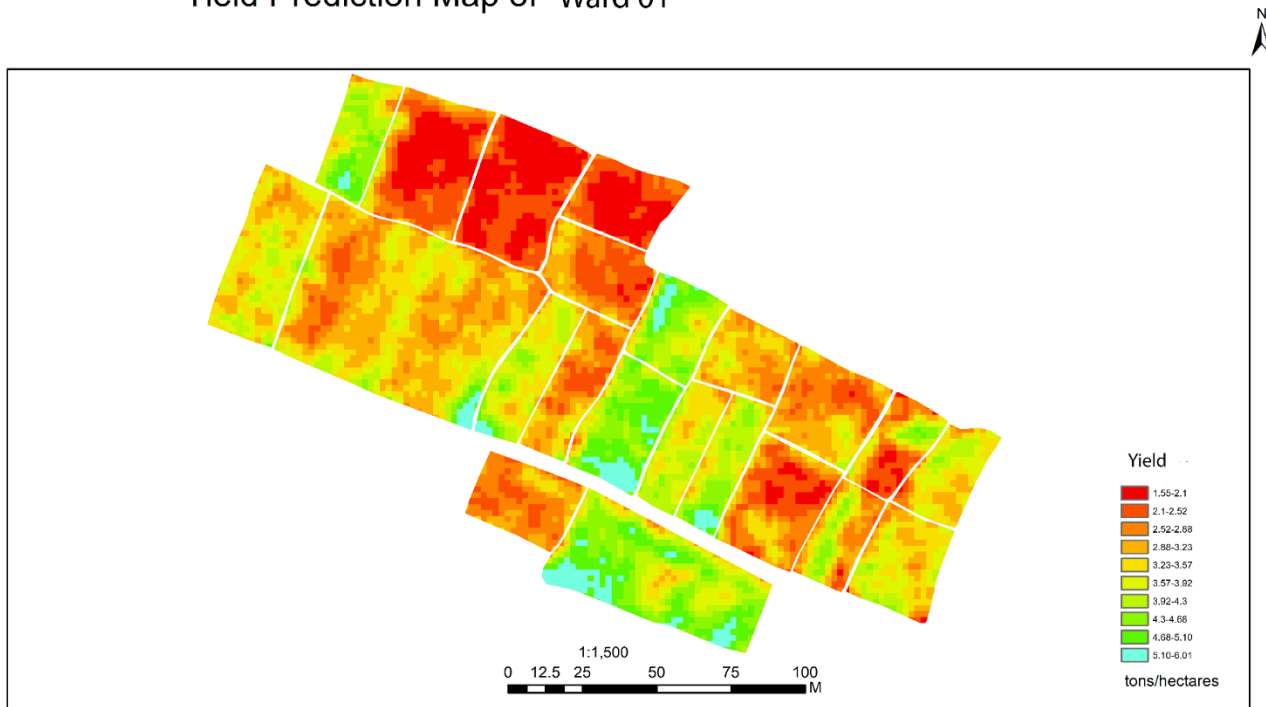 Yield Prediction Map of Ward 01
N
Yield
1.55-2.1
2.1-2.52
2.52-2.88
2.88-3.23
3.23-3.57
3.57-3.92
3.92-4.3
4.3-4.68
4.68-5.10
5.10-6.01
tons/hectares
1:1,500
0 12.5 25 50 75 100
M